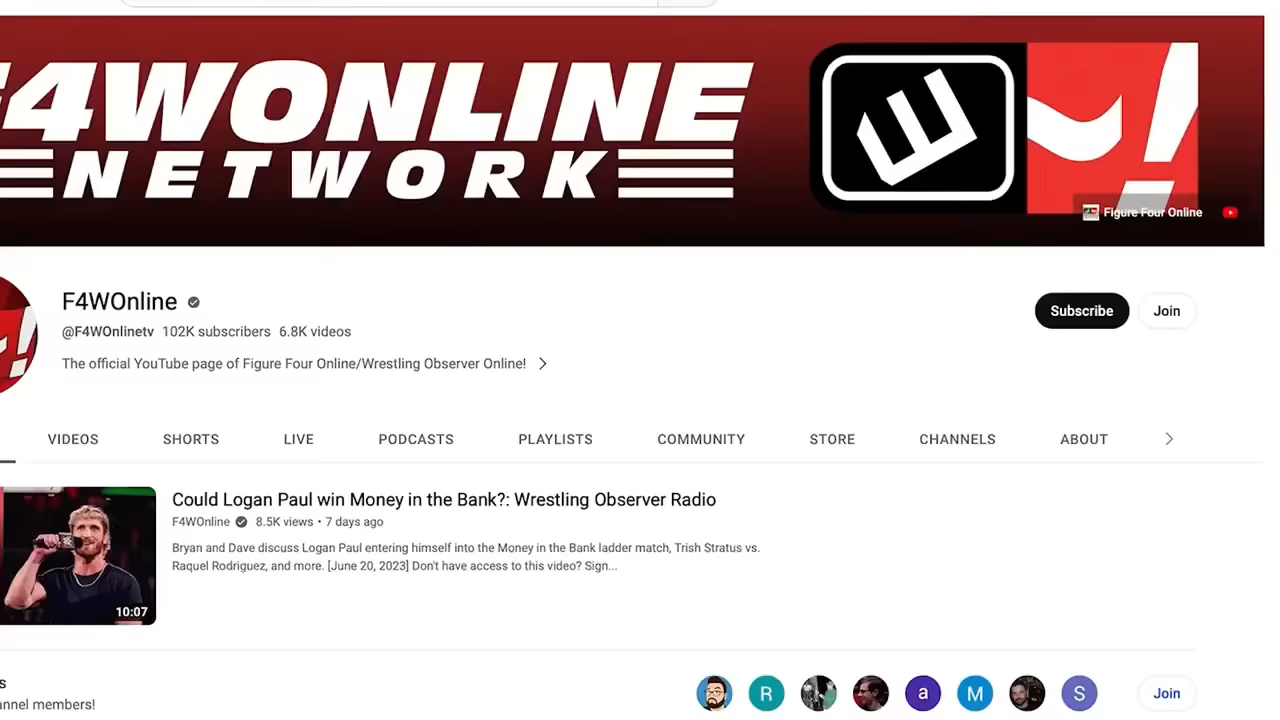 F4WONLINE
NETWORK
Figure Four Online
F4WOnline
@F4WOnlinetv 102K subscribers 6.8K videos
The official YouTube page of Figure Four Online/Wrestling Observer Online!
Subscribe
Join
VIDEOS SHORTS LIVE PODCASTS PLAYLISTS COMMUNITY STORE CHANNELS ABOUT
Could Logan Paul win Money in the Bank?: Wrestling Observer Radio
F4WOnline 8.5K views • 7 days ago
Bryan and Dave discuss Logan Paul entering himself into the Money in the Bank ladder match, Trish Stratus vs.
Raquel Rodriguez, and more. [June 20, 2023] Don't have access to this video? Sign...
10:07
R
a
M
S
Join
channel members!